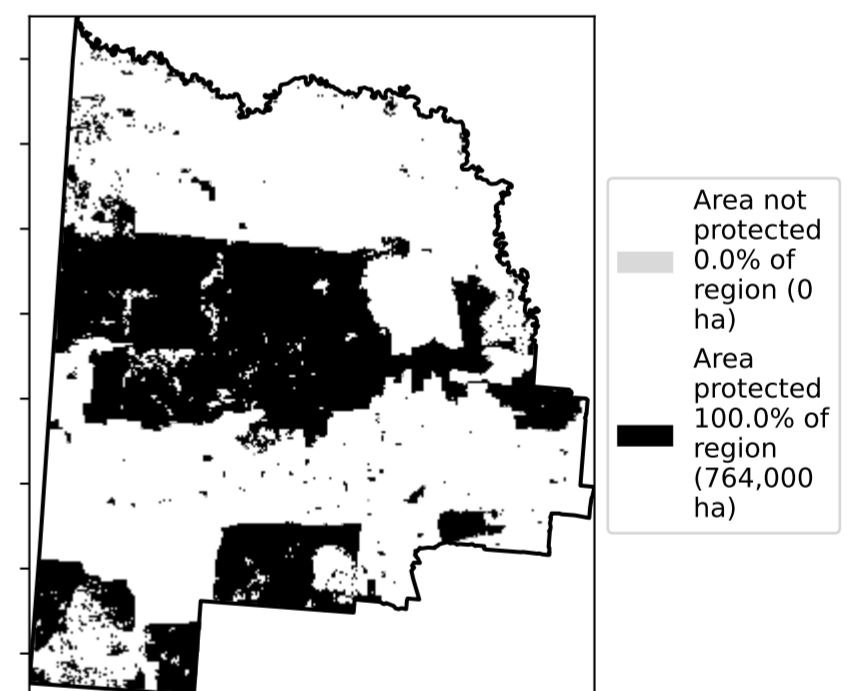 Area not
protected
0.0% of
region (0
ha)
Area
protected
100.0% of
region
(764,000
ha)